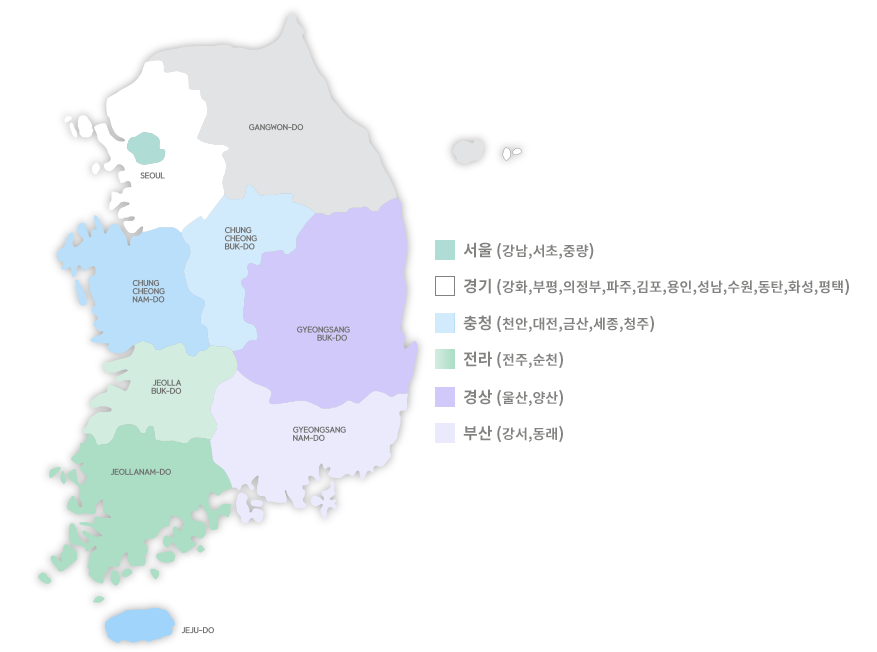 GANGWON-DO
SEOUL
CHUNG
CHEONG
BUK-DO
CHUNG
CHEONG
NAM-DO
GYEONGSANG
BUK-DO
JEOLLA
BUK-DO
GYEONGSANG
NAM-DO
JEOLLANAM-DO
JEJU-DO
서울 (강남,서초,중량)
경기 (강화,부평,의정부,파주,김포,용인,성남,수원,동탄,화성,평택)
충청 (천안,대전,금산,세종,청주)
전라 (전주,순천)
경상 (울산,양산)
부산 (강서,동래)